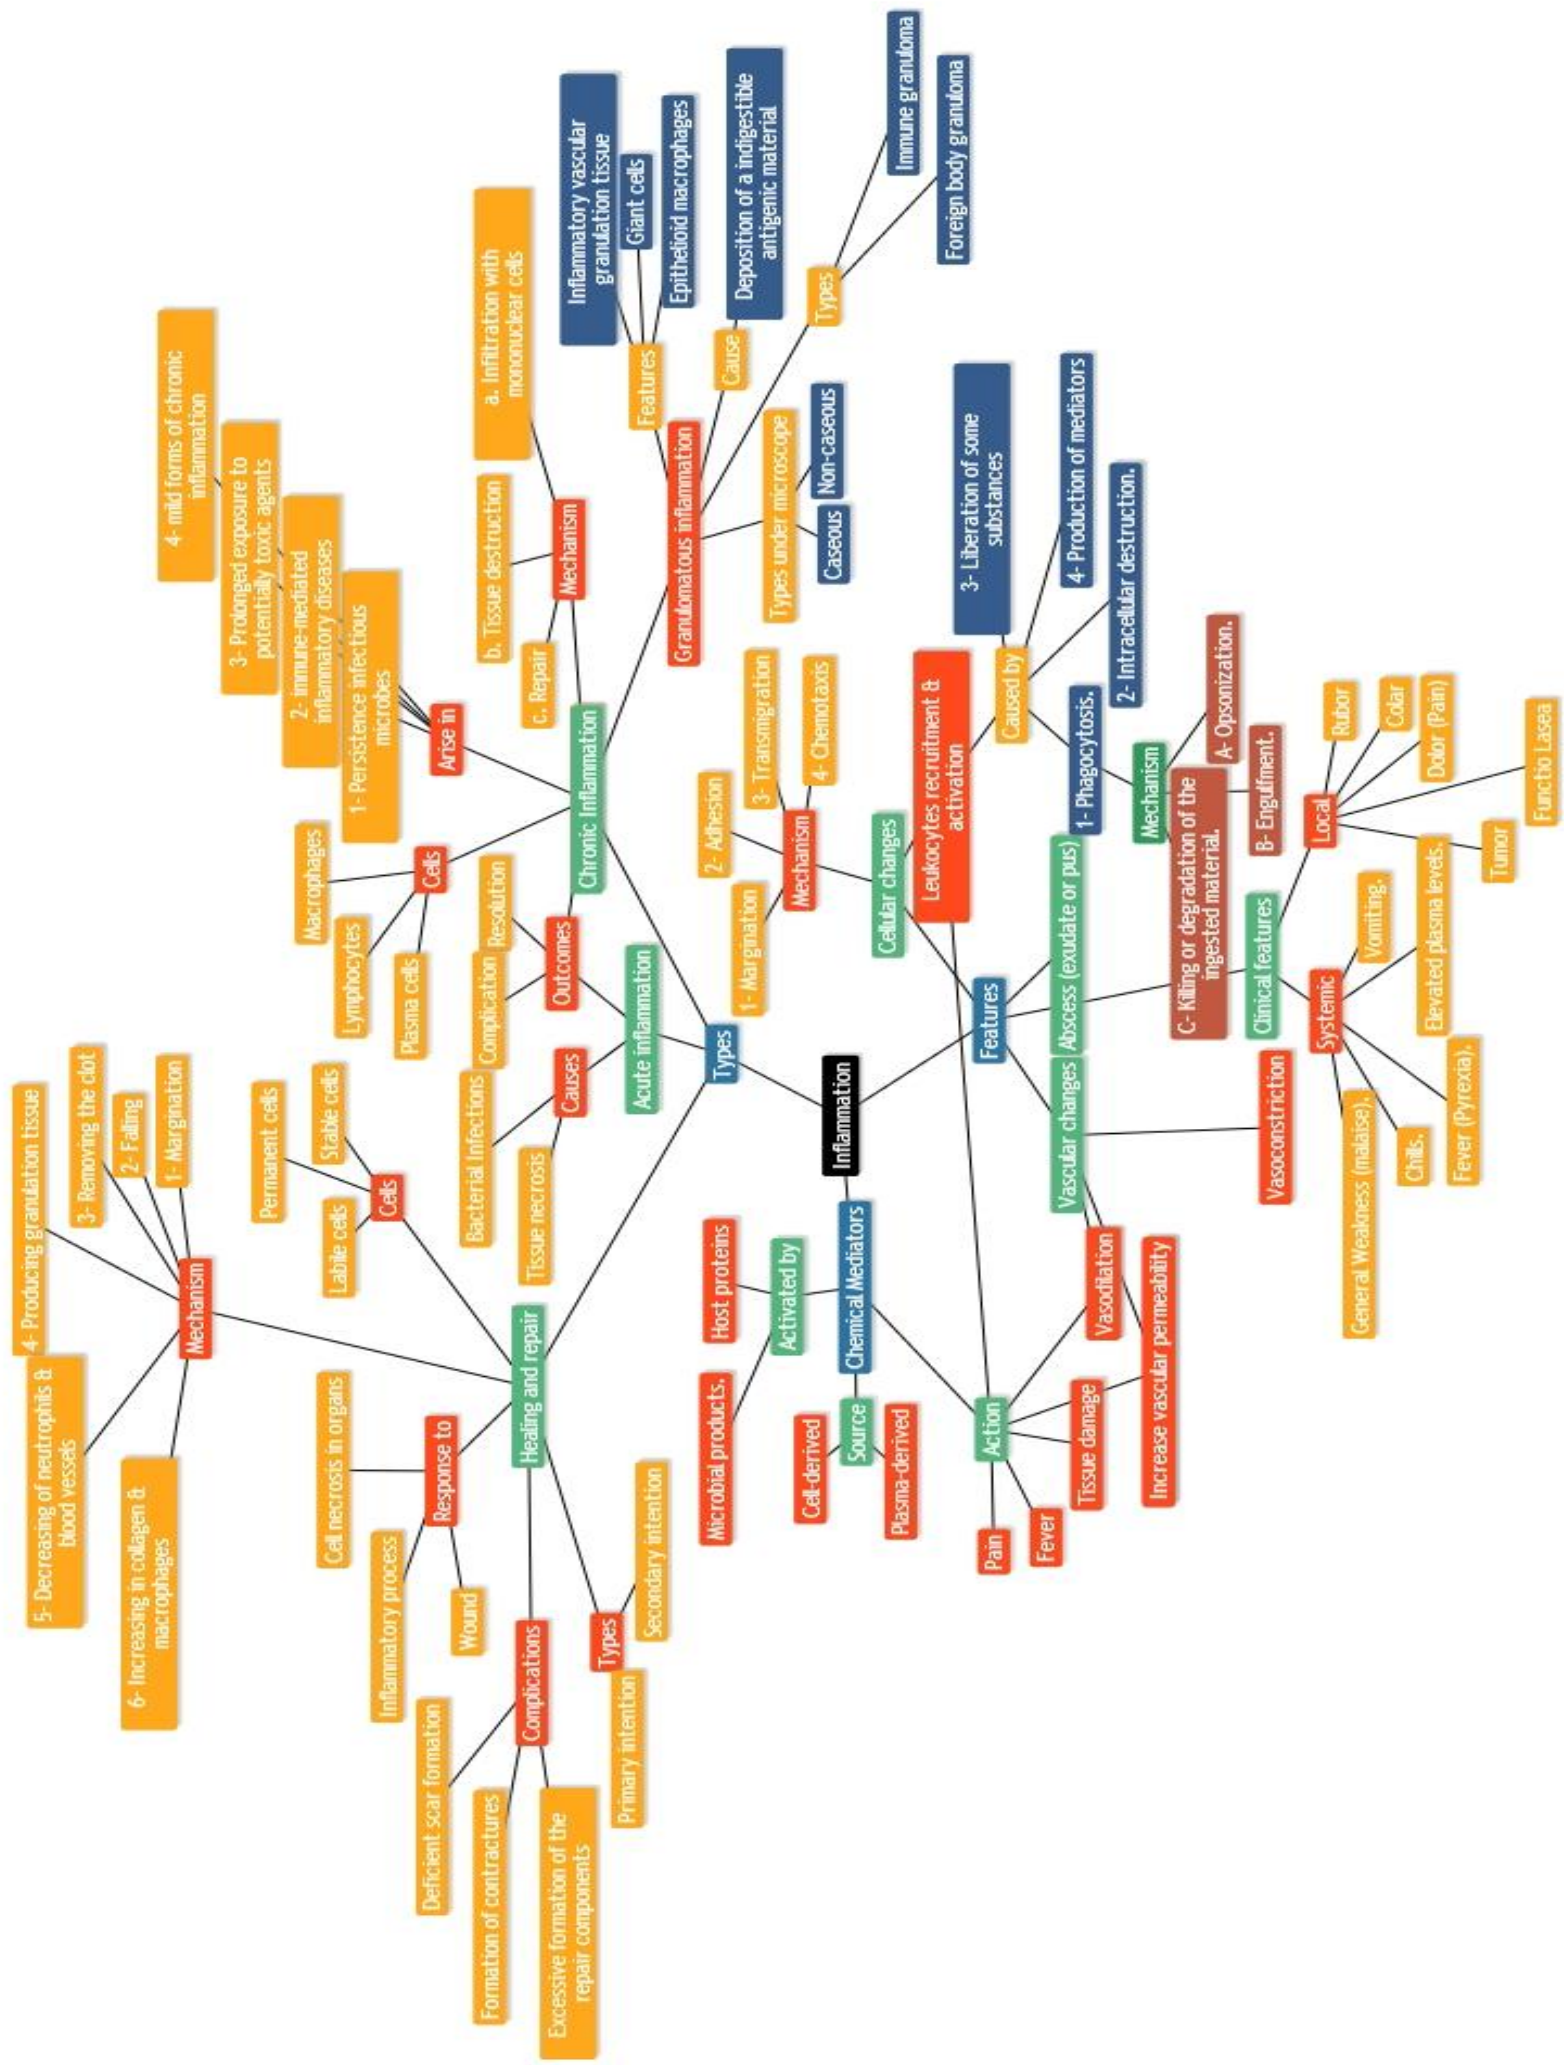 Inflammation
Types
Healing and repair
Mechanism
1- Margination
2- Falling
3- Removing the clot
4- Producing granulation tissue
5- Decreasing of neutrophils &
blood vessels
6- Increasing in collagen &
macrophages
Cells
Labile cells
Permanent cells
Stable cells
Response to
Cell necrosis in organs
Inflammatory process
Wound
Complications
Deficient scar formation
Formation of contractures
Excessive formation of the
repair components
Types
Primary intention
Secondary intention
Acute inflammation
Causes
Bacterial Infections
Tissue necrosis
Outcomes
Complication
Resolution
Chronic Inflammation
Cells
Macrophages
Lymphocytes
Plasma cells
Arise in
1- Persistence infectious
microbes
2- immune-mediated
inflammatory diseases
3- Prolonged exposure to
potentially toxic agents
4- mild forms of chronic
inflammation
Mechanism
a. Infiltration with
mononuclear cells
b. Tissue destruction
c. Repair
Granulomatous inflammation
Features
Inflammatory vascular
granulation tissue
Giant cells
Epithelioid macrophages
Cause
Deposition of a indigestible
antigenic material
Types
Immune granuloma
Foreign body granuloma
Types under microscope
Caseous
Non-caseous
Chemical Mediators
Activated by
Host proteins
Microbial products.
Source
Cell-derived
Plasma-derived
Action
Pain
Fever
Tissue damage
Vasodilation
Increase vascular permeability
Features
Cellular changes
Mechanism
1- Margination
2- Adhesion
3- Transmigration
4- Chemotaxis
Leukocytes recruitment &
activation
Caused by
3- Liberation of some
substances
4- Production of mediators
2- Intracellular destruction.
1- Phagocytosis.
Mechanism
A- Opsonization.
B- Engulfment.
C- Killing or degradation of the
ingested material.
Abscess (exudate or pus)
Vascular changes
Vasoconstriction
Clinical features
Local
Rubor
Colar
Dolor (Pain)
Functio Lasea
Tumor
Systemic
Vomiting.
Elevated plasma levels.
Fever (Pyrexia).
Chills.
General Weakness (malaise).